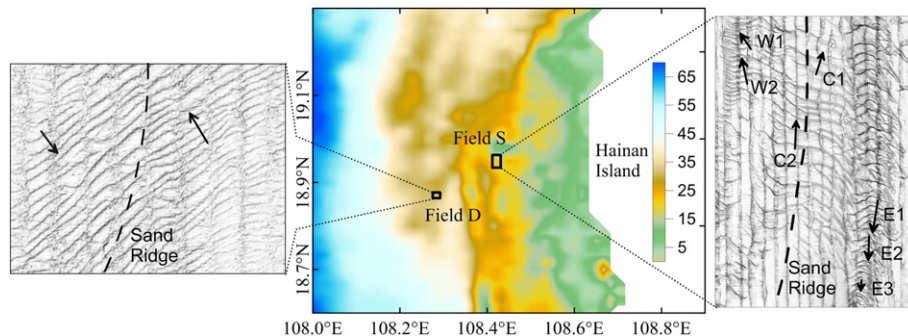 Sand
Ridge
19.1°N
18.9°N
18.7°N
108.0°E
108.2°E
108.4°E
108.6°E
108.8°E
Field S
Field D
65
55
45
35
25
15
5
Hainan
Island
W1
W2
C1
C2
E1
E2
E3
Sand
Ridge